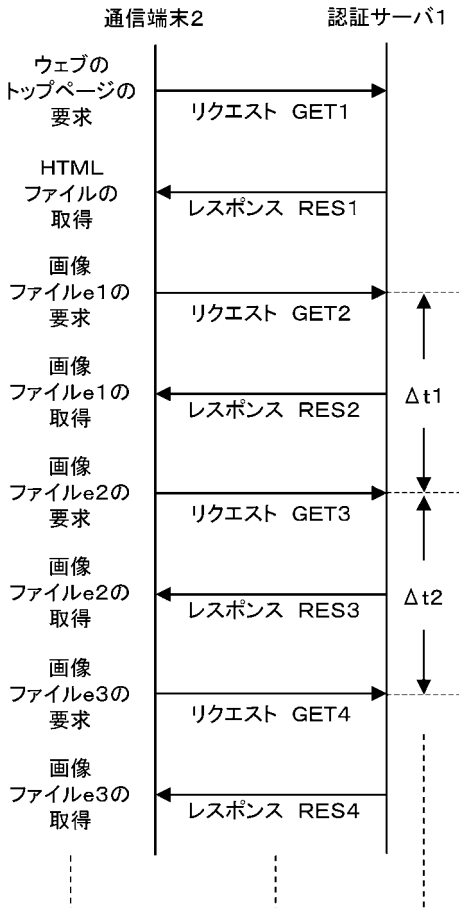 通信端末2
認証サーバ1
ウェブの
トップページの
要求
リクエスト GET1
HTML
ファイルの
取得
レスポンス RES1
画像
ファイルe1の
要求
リクエスト GET2
画像
ファイルe1の
取得
レスポンス RES2
Δt1
画像
ファイルe2の
要求
リクエスト GET3
画像
ファイルe2の
取得
レスポンス RES3
Δt2
画像
ファイルe3の
要求
リクエスト GET4
画像
ファイルe3の
取得
レスポンス RES4